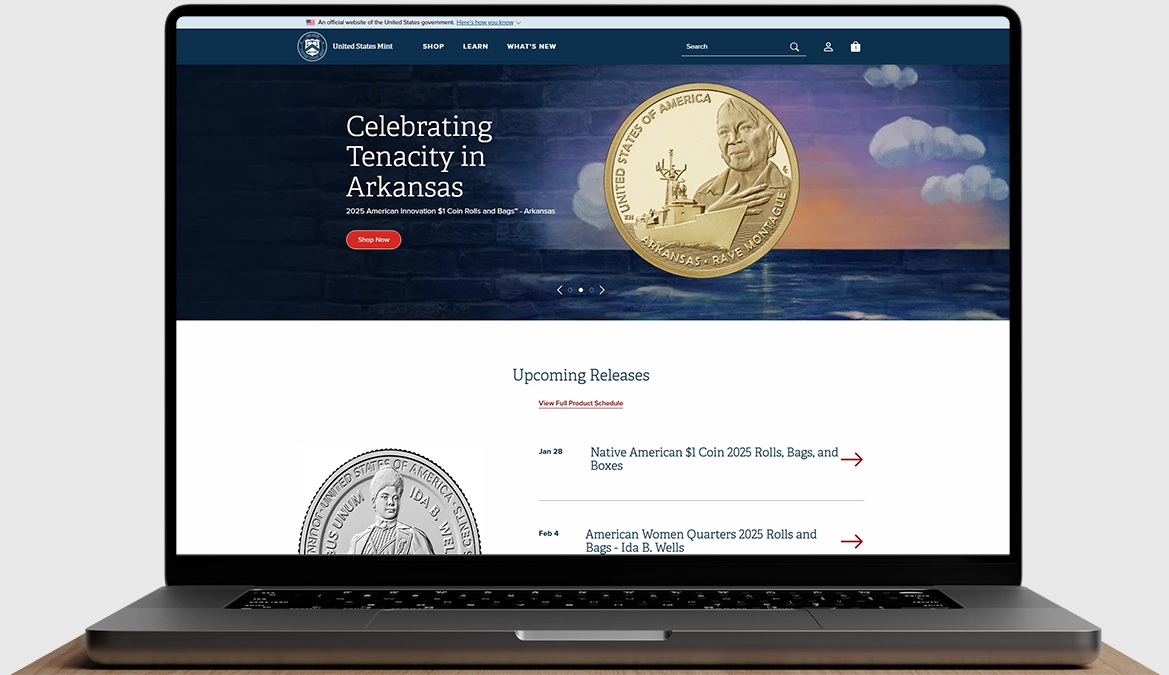 An official website of the United States government. Here's how you know
United States Mint
SHOP
LEARN
WHAT'S NEW
Search
1
Celebrating
Tenacity in
Arkansas
2025 American Innovation $1 Coin Rolls and Bags™ - Arkansas
Shop Now
UNITED STATES OF AMERICA
ARKANSAS • RAYE MONTAGUE
Upcoming Releases
View Full Product Schedule
Jan 28
Native American $1 Coin 2025 Rolls, Bags, and
Boxes
Feb 4
American Women Quarters 2025 Rolls and
Bags - Ida B. Wells
UNITED STATES OF AMERICA
UNUM
IDA B.